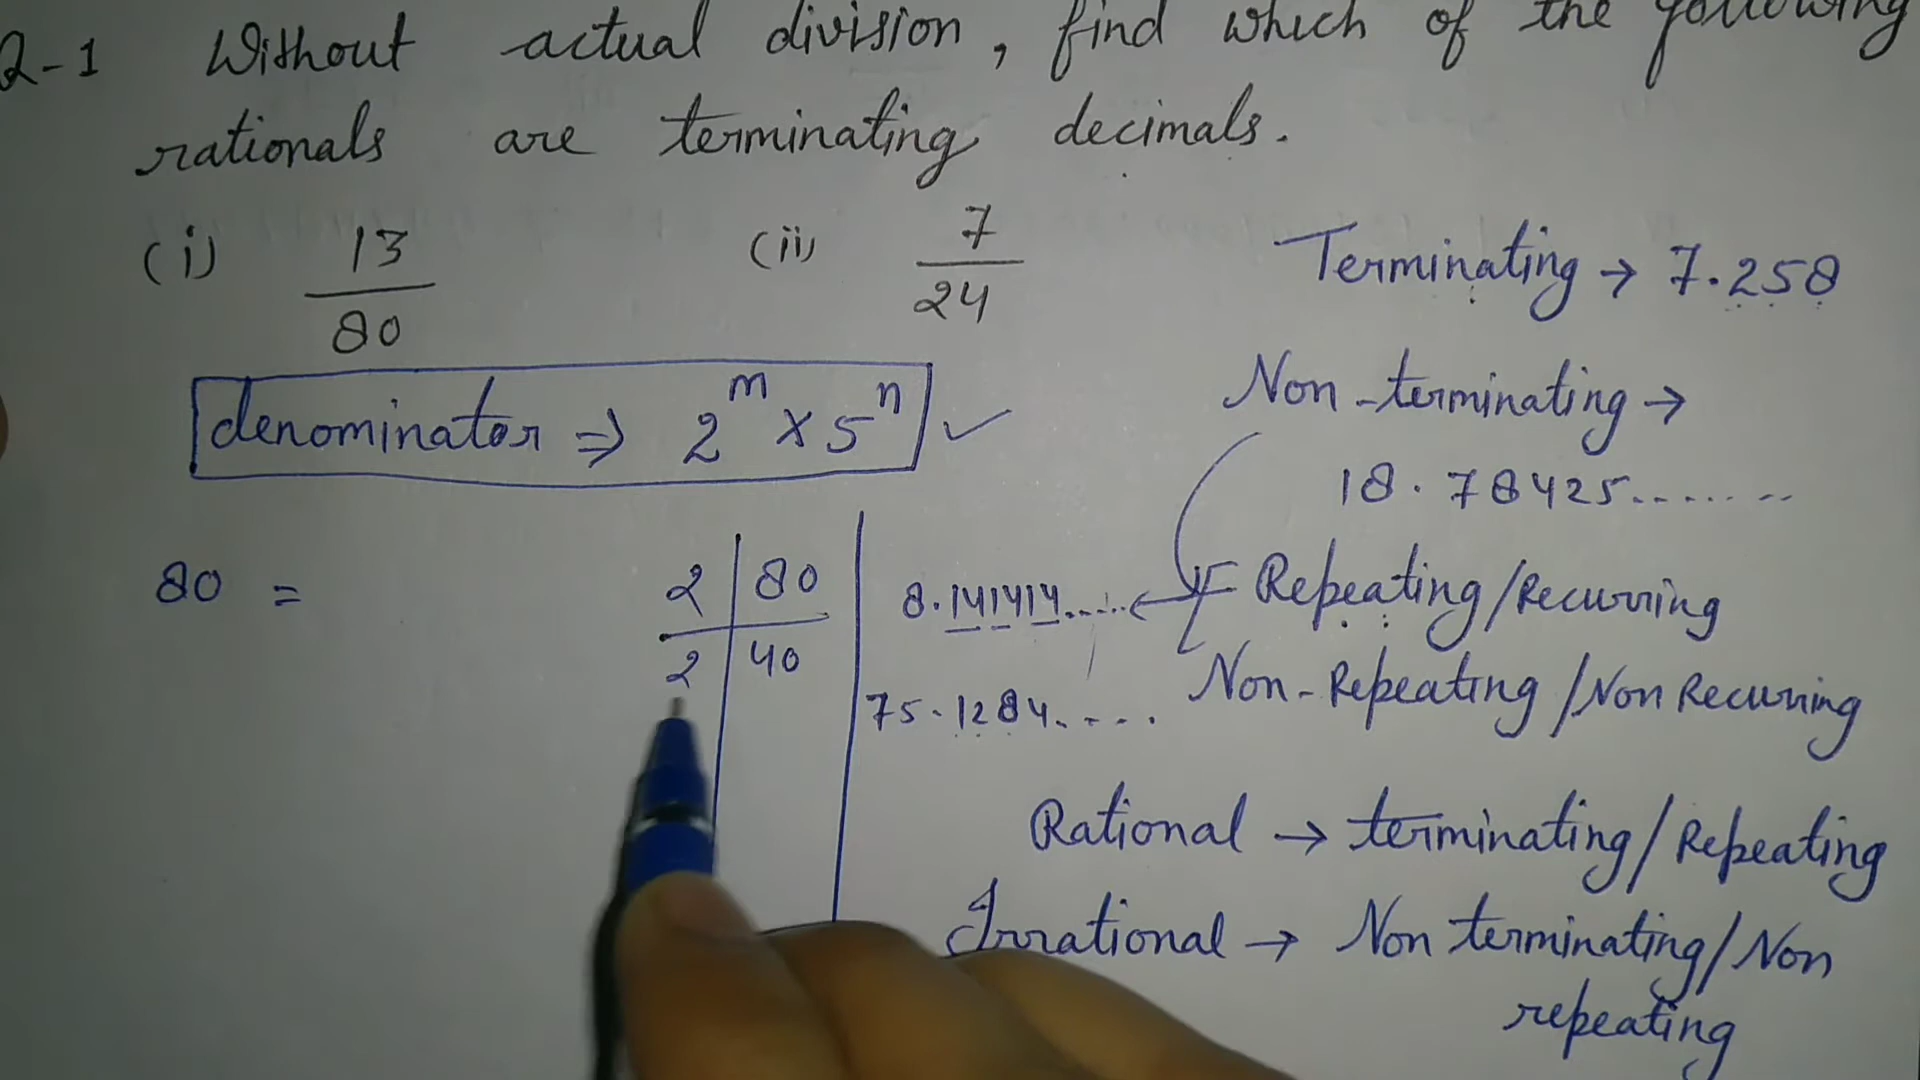 Q-1 Without actual division, find which of the following
rationals are terminating decimals.
(i) 13/80 (ii) 7/24
denominator ⇒ 2^m × 5^n ✓
80 =
2 | 80
2 | 40
Terminating → 7.258
Non-terminating →
18.78425.......
8.141414...... ← Repeating/Recurring
75.1284..... Non-Repeating/Non Recurring
Rational → terminating/Repeating
Irrational → Non terminating/Non
repeating